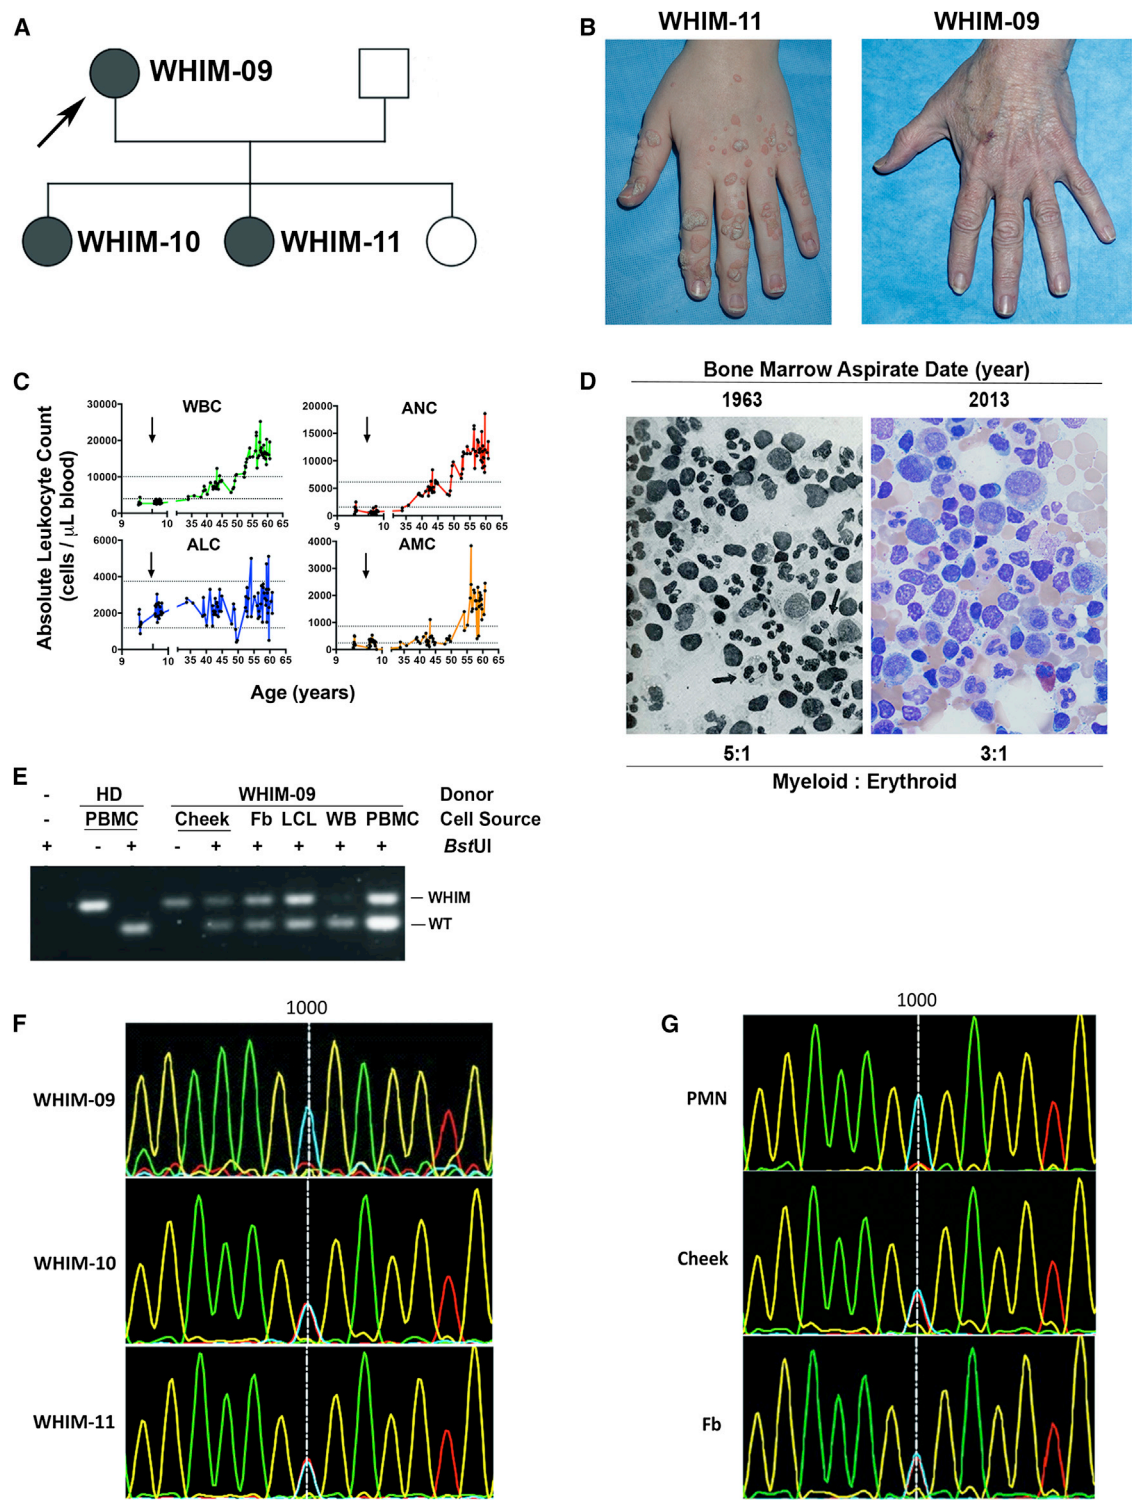 A
WHIM-09
WHIM-10
WHIM-11
B
WHIM-11
WHIM-09
C
Absolute Leukocyte Count
(cells / μL blood)
WBC
30000
20000
10000
0
9
10
35 40 45 50 55 60 65
ANC
20000
15000
10000
5000
0
9
10
35 40 45 50 55 60 65
ALC
6000
4000
2000
0
9
10
35 40 45 50 55 60 65
AMC
4000
3000
2000
1000
0
9
10
35 40 45 50 55 60 65
Age (years)
D
Bone Marrow Aspirate Date (year)
1963
2013
5:1
3:1
Myeloid : Erythroid
E
- HD WHIM-09 Donor
- PBMC Cheek Fb LCL WB PBMC Cell Source
+ - + - + + + + + BstUI
WHIM
WT
F
1000
WHIM-09
WHIM-10
WHIM-11
G
1000
PMN
Cheek
Fb